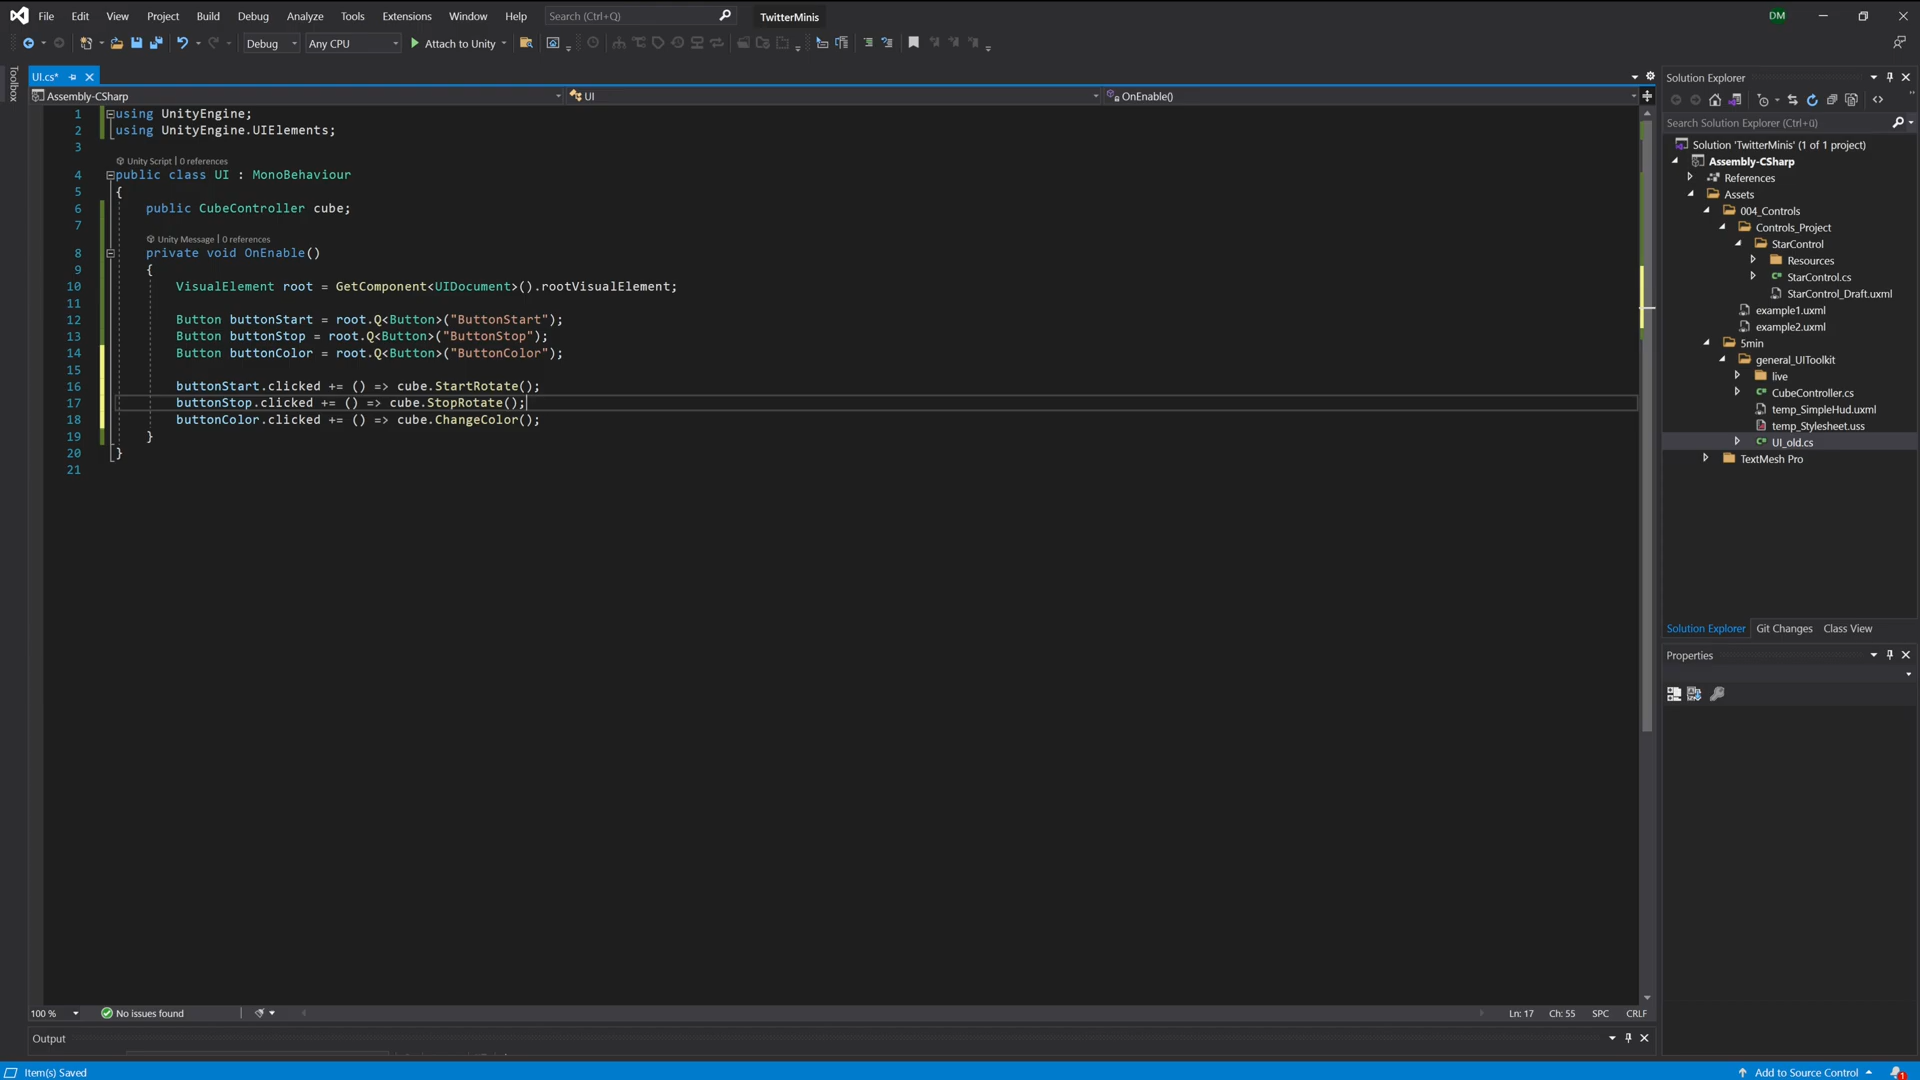 File Edit View Project Build Debug Analyze Tools Extensions Window Help Search (Ctrl+Q) TwitterMinis DM
Debug Any CPU Attach to Unity
Toolbox
UI.cs*
Assembly-CSharp UI OnEnable()
1 using UnityEngine;
2 using UnityEngine.UIElements;
3
Unity Script | 0 references
4 public class UI : MonoBehaviour
5 {
6 public CubeController cube;
7
Unity Message | 0 references
8 private void OnEnable()
9 {
10 VisualElement root = GetComponent<UIDocument>().rootVisualElement;
11
12 Button buttonStart = root.Q<Button>("ButtonStart");
13 Button buttonStop = root.Q<Button>("ButtonStop");
14 Button buttonColor = root.Q<Button>("ButtonColor");
15
16 buttonStart.clicked += () => cube.StartRotate();
17 buttonStop.clicked += () => cube.StopRotate();
18 buttonColor.clicked += () => cube.ChangeColor();
19 }
20 }
21
100 % No issues found Ln: 17 Ch: 55 SPC CRLF
Output
Item(s) Saved Add to Source Control 1
Solution Explorer
Search Solution Explorer (Ctrl+ü)
Solution 'TwitterMinis' (1 of 1 project)
Assembly-CSharp
References
Assets
004_Controls
Controls_Project
StarControl
Resources
StarControl.cs
StarControl_Draft.uxml
example1.uxml
example2.uxml
5min
general_UIToolkit
live
CubeController.cs
temp_SimpleHud.uxml
temp_Stylesheet.uss
UI_old.cs
TextMesh Pro
Solution Explorer Git Changes Class View
Properties